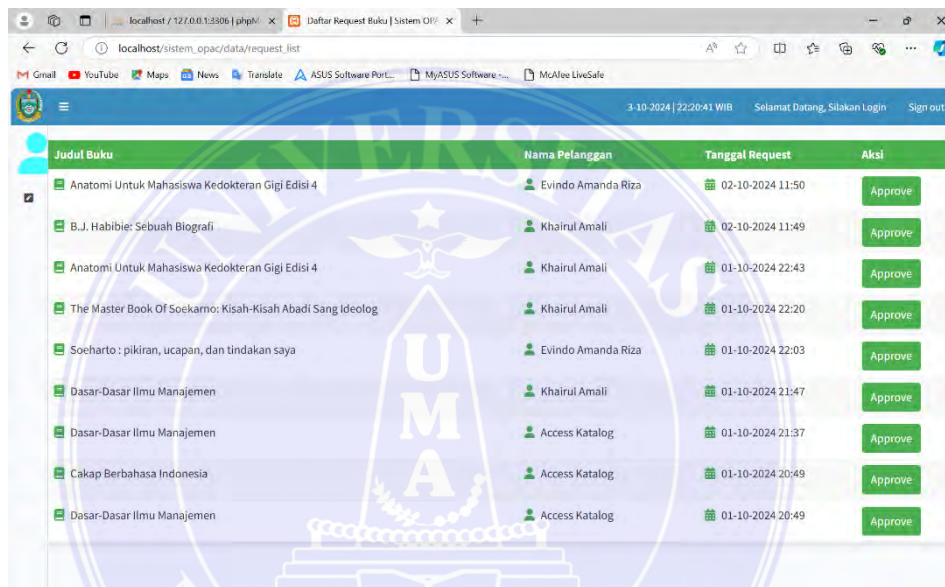 localhost / 127.0.0.1:3306 | phpM
Daftar Request Buku | Sistem OPA
localhost/sistem_opac/data/request_list
Gmail YouTube Maps News Translate ASUS Software Port... MyASUS Software -... McAfee LiveSafe
3-10-2024 | 22:20:41 WIB Selamat Datang, Silakan Login Sign out
Judul Buku Nama Pelanggan Tanggal Request Aksi
Anatomi Untuk Mahasiswa Kedokteran Gigi Edisi 4 Evindo Amanda Riza 02-10-2024 11:50 Approve
B.J. Habibie: Sebuah Biografi Khairul Amali 02-10-2024 11:49 Approve
Anatomi Untuk Mahasiswa Kedokteran Gigi Edisi 4 Khairul Amali 01-10-2024 22:43 Approve
The Master Book Of Soekarno: Kisah-Kisah Abadi Sang Ideolog Khairul Amali 01-10-2024 22:20 Approve
Soeharto : pikiran, ucapan, dan tindakan saya Evindo Amanda Riza 01-10-2024 22:03 Approve
Dasar-Dasar Ilmu Manajemen Khairul Amali 01-10-2024 21:47 Approve
Dasar-Dasar Ilmu Manajemen Access Katalog 01-10-2024 21:37 Approve
Cakap Berbahasa Indonesia Access Katalog 01-10-2024 20:49 Approve
Dasar-Dasar Ilmu Manajemen Access Katalog 01-10-2024 20:49 Approve
UNIVERSITAS
UMA